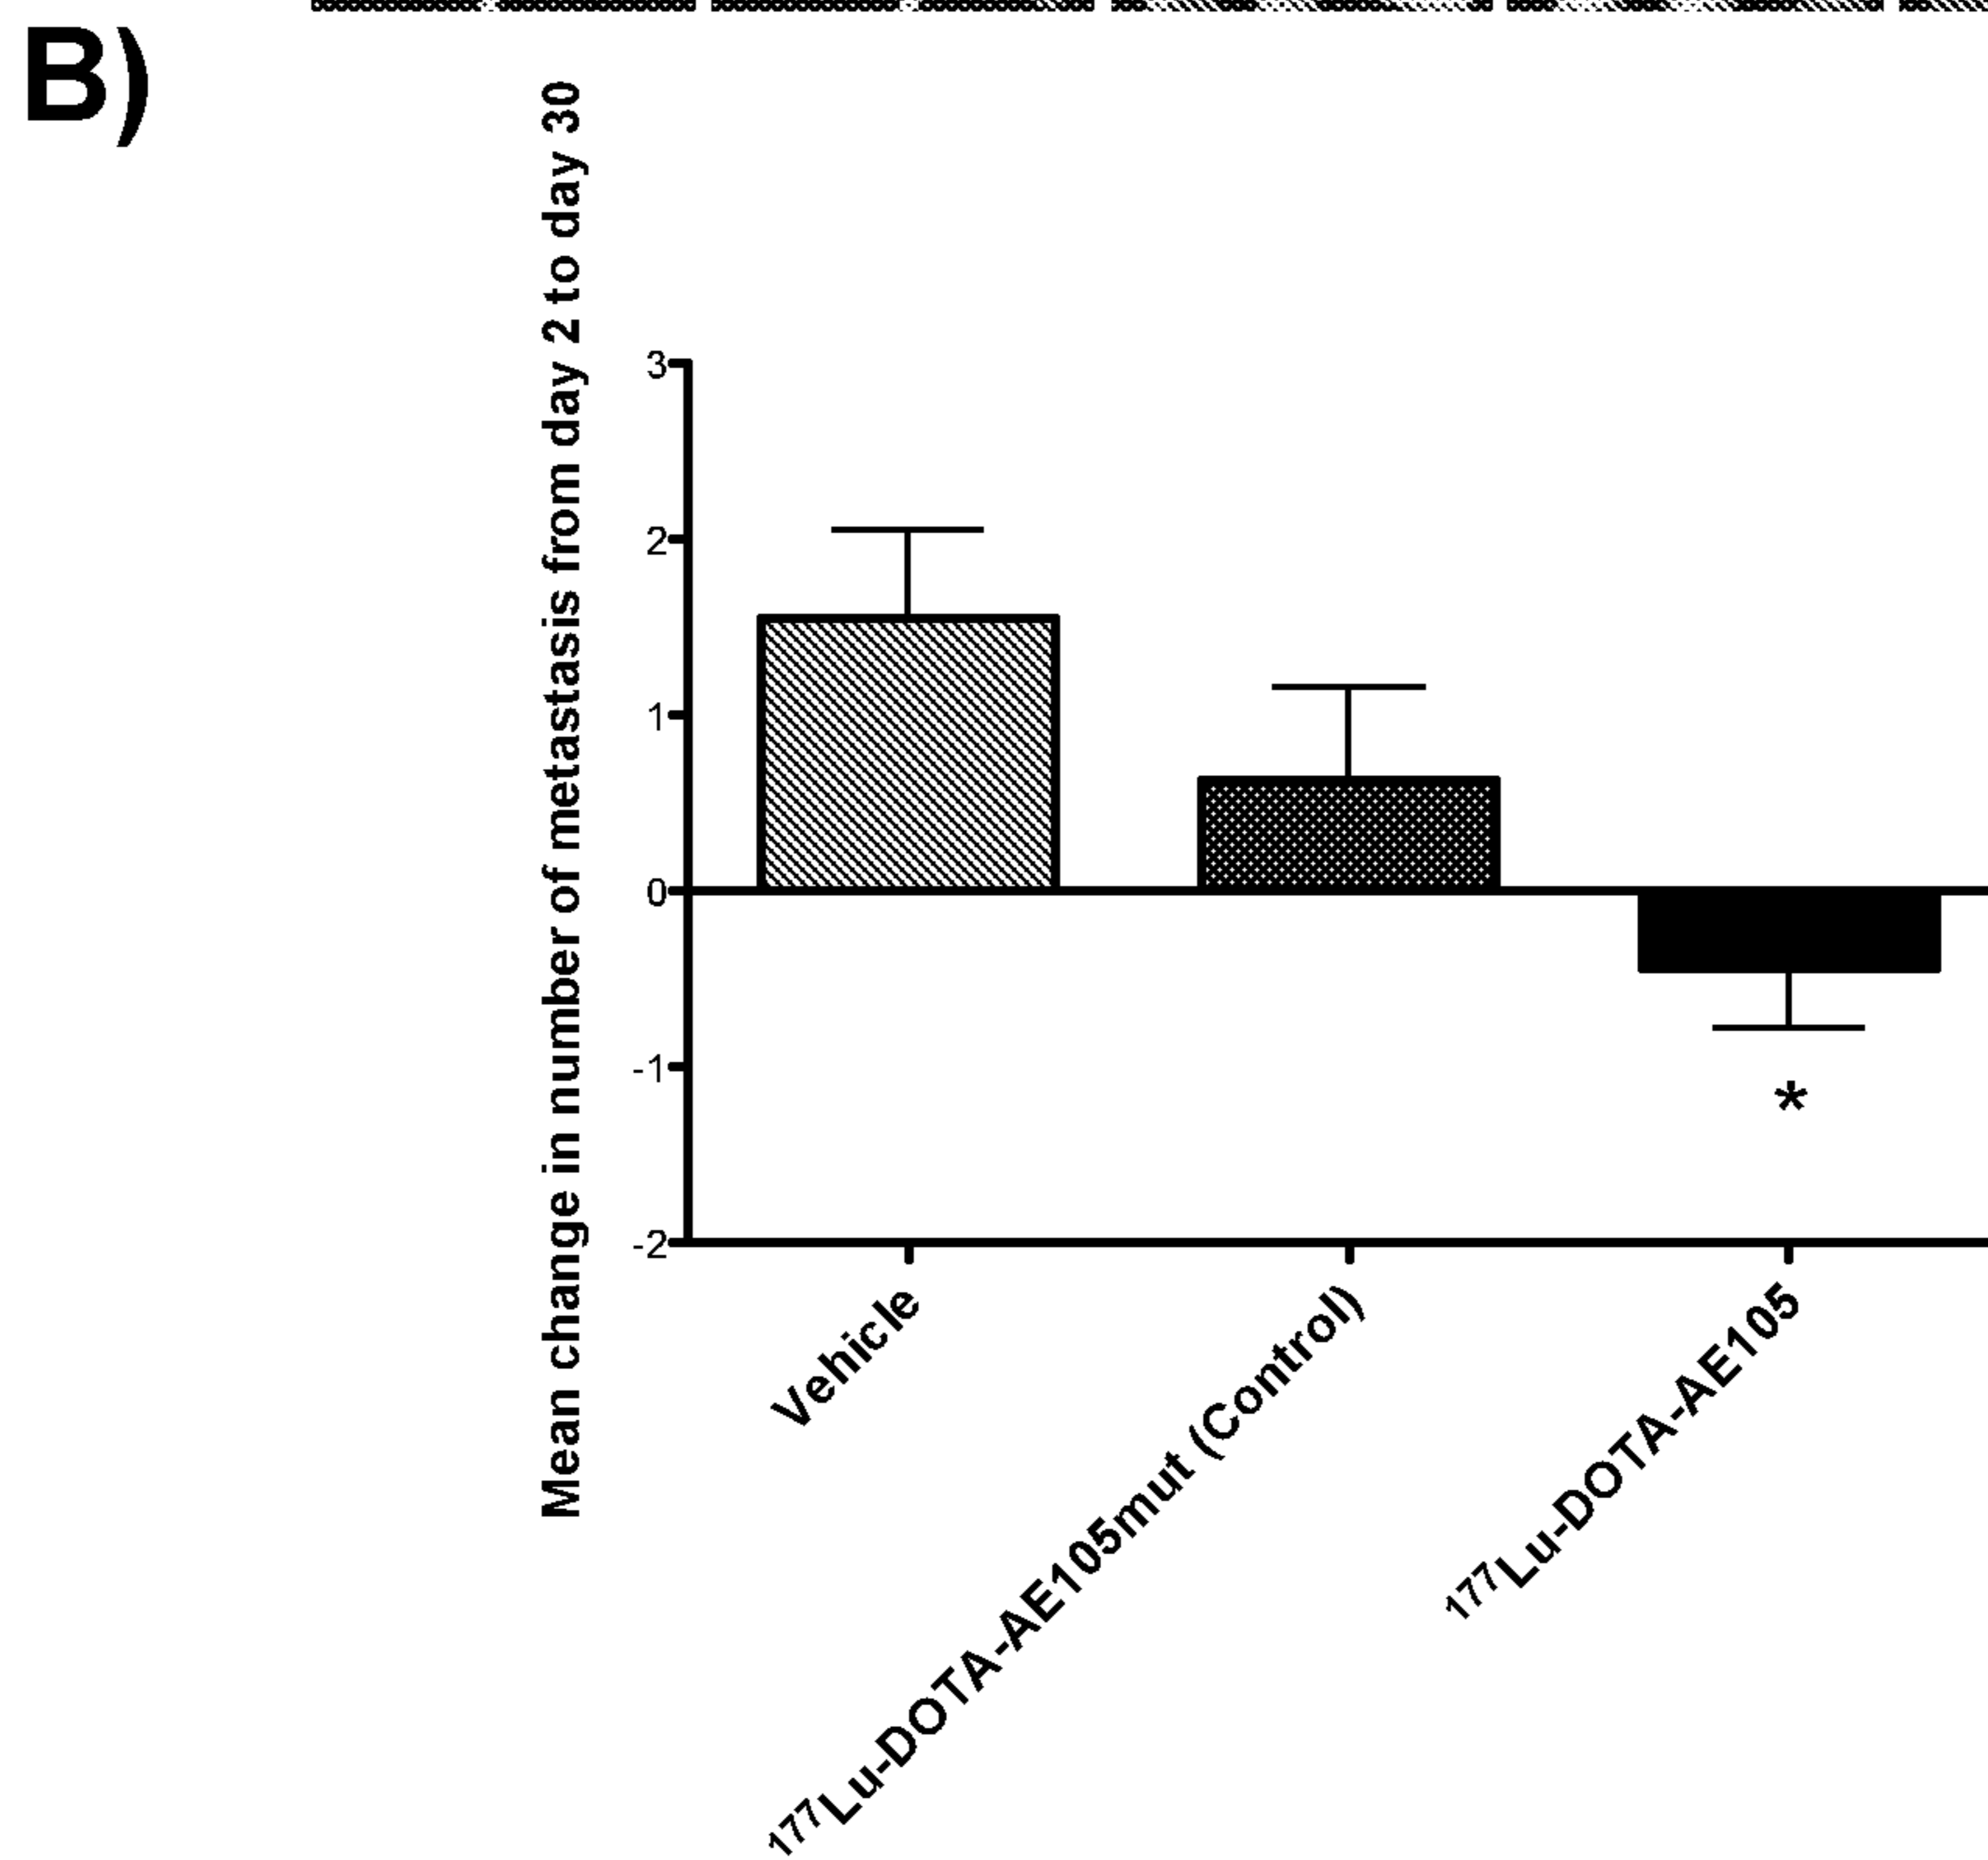 B)
Mean change in number of metastasis from day 2 to day 30
3
2
1
0
-1
-2
*
Vehicle
¹⁷⁷Lu-DOTA-AE105mut (Control)
¹⁷⁷Lu-DOTA-AE105